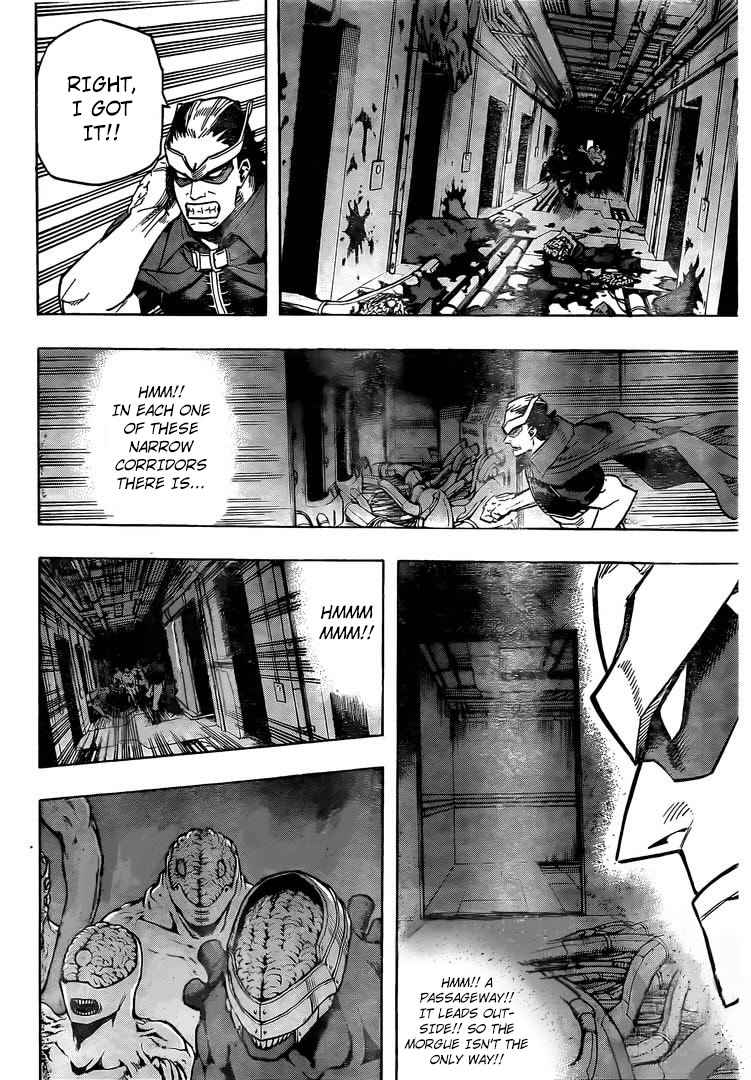 RIGHT,
I GOT
IT!!
HMM!!
IN EACH ONE
OF THESE
NARROW
CORRIDORS
THERE IS...
HMM!! A
PASSAGEWAY!!
IT LEADS OUT-
SIDE!! SO THE
MORGUE ISN'T
THE ONLY WAY!!
HMMM
MMMM!!